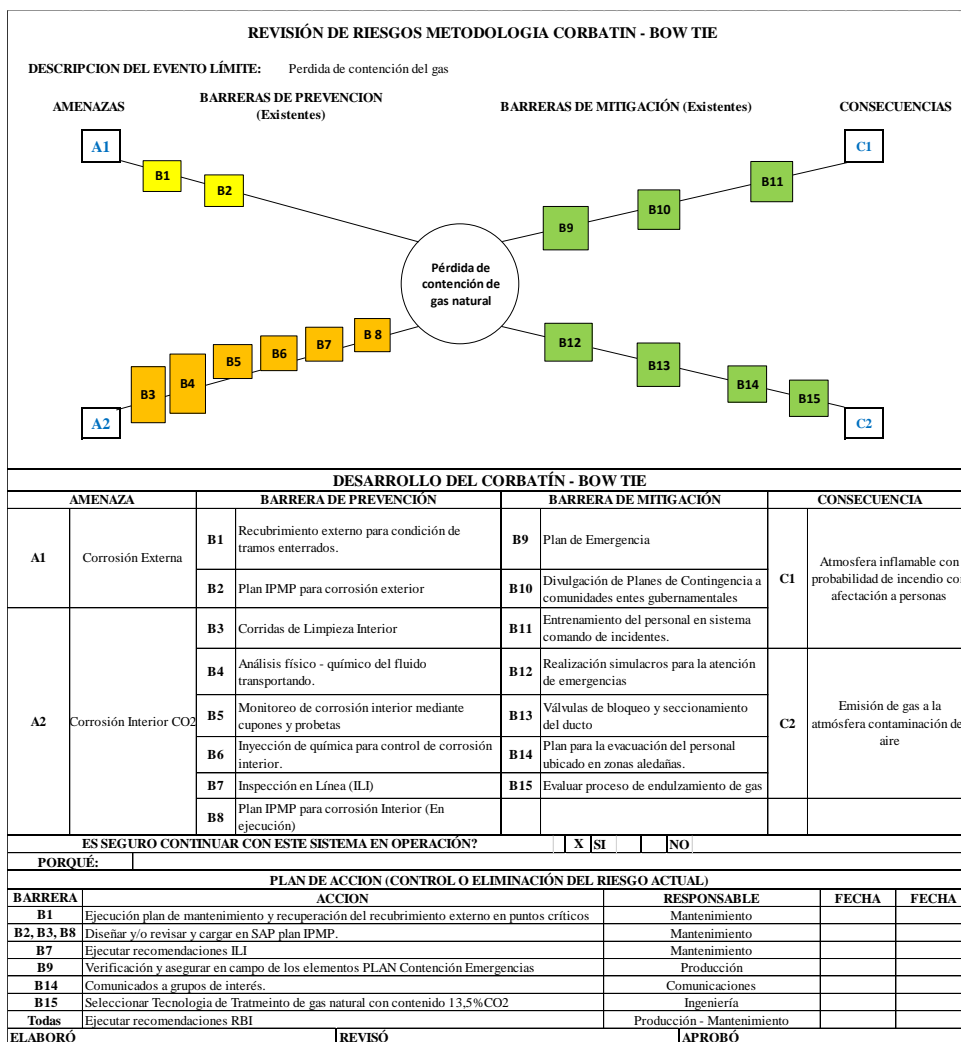 REVISIÓN DE RIESGOS METODOLOGIA CORBATIN - BOW TIE
DESCRIPCION DEL EVENTO LÍMITE: Perdida de contención del gas
AMENAZAS
BARRERAS DE PREVENCION
(Existentes)
BARRERAS DE MITIGACIÓN (Existentes)
CONSECUENCIAS
A1
B1
B2
B9
B10
B11
C1
Pérdida de
contención de
gas natural
A2
B3
B4
B5
B6
B7
B 8
B12
B13
B14
B15
C2
DESARROLLO DEL CORBATÍN - BOW TIE
AMENAZA BARRERA DE PREVENCIÓN BARRERA DE MITIGACIÓN CONSECUENCIA
A1 Corrosión Externa
B1 Recubrimiento externo para condición de
tramos enterrados.
B9 Plan de Emergencia
C1 Atmosfera inflamable con
probabilidad de incendio co
afectación a personas
B2 Plan IPMP para corrosión exterior
B10 Divulgación de Planes de Contingencia a
comunidades entes gubernamentales
A2 Corrosión Interior CO2
B3 Corridas de Limpieza Interior
B11 Entrenamiento del personal en sistema
comando de incidentes.
B4 Análisis físico - químico del fluido
transportando.
B12 Realización simulacros para la atención
de emergencias
C2 Emisión de gas a la
atmósfera contaminación de
aire
B5 Monitoreo de corrosión interior mediante
cupones y probetas
B13 Válvulas de bloqueo y seccionamiento
del ducto
B6 Inyección de química para control de corrosión
interior.
B14 Plan para la evacuación del personal
ubicado en zonas aledañas.
B7 Inspección en Línea (ILI)
B15 Evaluar proceso de endulzamiento de gas
B8 Plan IPMP para corrosión Interior (En
ejecución)
ES SEGURO CONTINUAR CON ESTE SISTEMA EN OPERACIÓN? X SI NO
PORQUÉ:
PLAN DE ACCION (CONTROL O ELIMINACIÓN DEL RIESGO ACTUAL)
BARRERA ACCION RESPONSABLE FECHA FECHA
B1 Ejecución plan de mantenimiento y recuperación del recubrimiento externo en puntos críticos Mantenimiento
B2, B3, B8 Diseñar y/o revisar y cargar en SAP plan IPMP. Mantenimiento
B7 Ejecutar recomendaciones ILI Mantenimiento
B9 Verificación y asegurar en campo de los elementos PLAN Contención Emergencias Producción
B14 Comunicados a grupos de interés. Comunicaciones
B15 Seleccionar Tecnologia de Tratmeinto de gas natural con contenido 13,5%CO2 Ingeniería
Todas Ejecutar recomendaciones RBI Producción - Mantenimiento
ELABORÓ REVISÓ APROBÓ